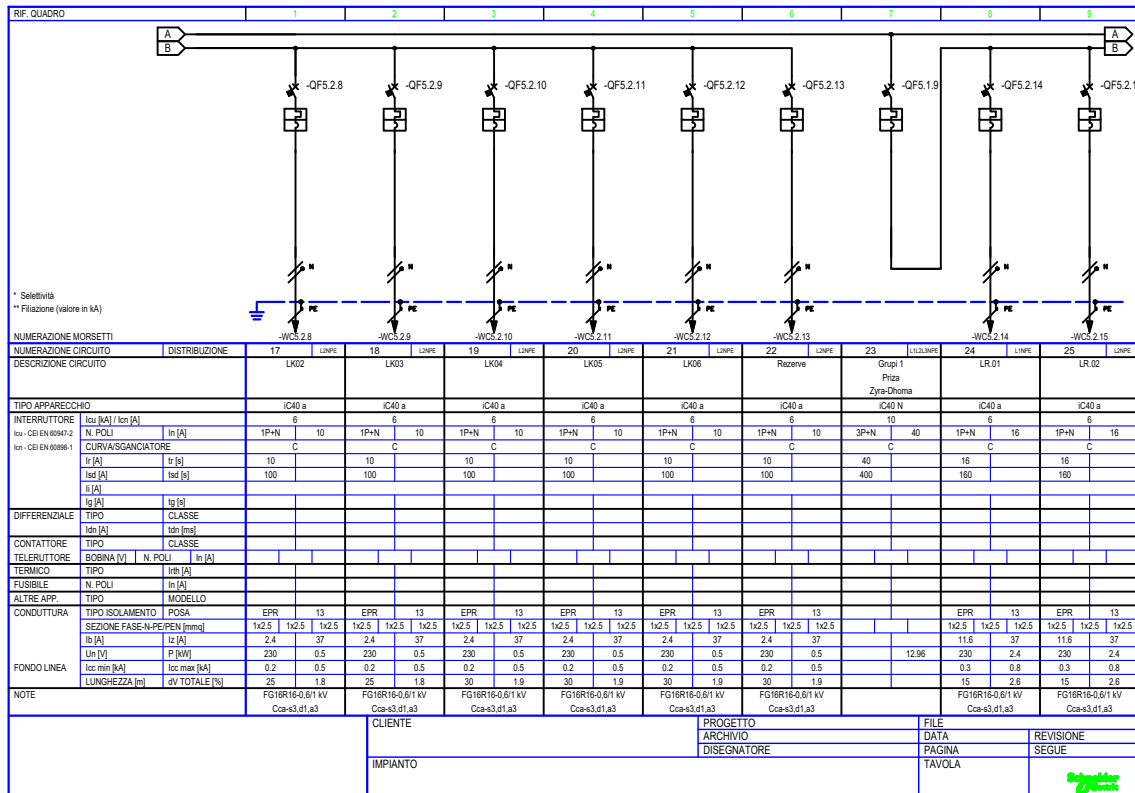 RIF. QUADRO 1 2 3 4 5 6 7 8 9
A A
B B
-QF5.2.8 -QF5.2.9 -QF5.2.10 -QF5.2.11 -QF5.2.12 -QF5.2.13 -QF5.1.9 -QF5.2.14 -QF5.2.1
N N N N N N N N
* Selettività
** Filiazione (valore in kA)
PE PE PE PE PE PE PE PE
NUMERAZIONE MORSETTI -WC5.2.8 -WC5.2.9 -WC5.2.10 -WC5.2.11 -WC5.2.12 -WC5.2.13 -WC5.2.14 -WC5.2.15
NUMERAZIONE CIRCUITO DISTRIBUZIONE 17 L2NPE 18 L2NPE 19 L2NPE 20 L2NPE 21 L2NPE 22 L2NPE 23 L1L2L3NPE 24 L1NPE 25 L2NPE
DESCRIZIONE CIRCUITO LK02 LK03 LK04 LK05 LK06 Rezerve Grupi 1 LR.01 LR.02
Priza
Zyra-Dhoma
TIPO APPARECCHIO iC40 a iC40 a iC40 a iC40 a iC40 a iC40 a iC40 N iC40 a iC40 a
INTERRUTTORE Icu [kA] / Icn [A] 6 6 6 6 6 6 10 6 6
Icu - CEI EN 60947-2 N. POLI In [A] 1P+N 10 1P+N 10 1P+N 10 1P+N 10 1P+N 10 1P+N 10 3P+N 40 1P+N 16 1P+N 16
Icn - CEI EN 60898-1 CURVA/SGANCIATORE C C C C C C C C C
Ir [A] tr [s] 10 10 10 10 10 10 40 16 16
Isd [A] tsd [s] 100 100 100 100 100 100 400 160 160
Ii [A]
Ig [A] tg [s]
DIFFERENZIALE TIPO CLASSE
Idn [A] tdn [ms]
CONTATTORE TIPO CLASSE
TELERUTTORE BOBINA [V] N. POLI In [A]
TERMICO TIPO Irth [A]
FUSIBILE N. POLI In [A]
ALTRE APP. TIPO MODELLO
CONDUTTURA TIPO ISOLAMENTO POSA EPR 13 EPR 13 EPR 13 EPR 13 EPR 13 EPR 13 EPR 13 EPR 13
SEZIONE FASE-N-PE/PEN [mmq] 1x2.5 1x2.5 1x2.5 1x2.5 1x2.5 1x2.5 1x2.5 1x2.5 1x2.5 1x2.5 1x2.5 1x2.5 1x2.5 1x2.5 1x2.5 1x2.5 1x2.5 1x2.5 1x2.5 1x2.5 1x2.5 1x2.5 1x2.5 1x2.5
Ib [A] Iz [A] 2.4 37 2.4 37 2.4 37 2.4 37 2.4 37 2.4 37 11.6 37 11.6 37
Un [V] P [kW] 230 0.5 230 0.5 230 0.5 230 0.5 230 0.5 230 0.5 12.96 230 2.4 230 2.4
FONDO LINEA Icc min [kA] Icc max [kA] 0.2 0.5 0.2 0.5 0.2 0.5 0.2 0.5 0.2 0.5 0.2 0.5 0.3 0.8 0.3 0.8
LUNGHEZZA [m] dV TOTALE [%] 25 1.8 25 1.8 30 1.9 30 1.9 30 1.9 30 1.9 15 2.6 15 2.6
NOTE FG16R16-0,6/1 kV FG16R16-0,6/1 kV FG16R16-0,6/1 kV FG16R16-0,6/1 kV FG16R16-0,6/1 kV FG16R16-0,6/1 kV FG16R16-0,6/1 kV FG16R16-0,6/1 kV
Cca-s3,d1,a3 Cca-s3,d1,a3 Cca-s3,d1,a3 Cca-s3,d1,a3 Cca-s3,d1,a3 Cca-s3,d1,a3 Cca-s3,d1,a3 Cca-s3,d1,a3
CLIENTE PROGETTO FILE
ARCHIVIO DATA REVISIONE
DISEGNATORE PAGINA SEGUE
IMPIANTO TAVOLA
Schneider
Electric